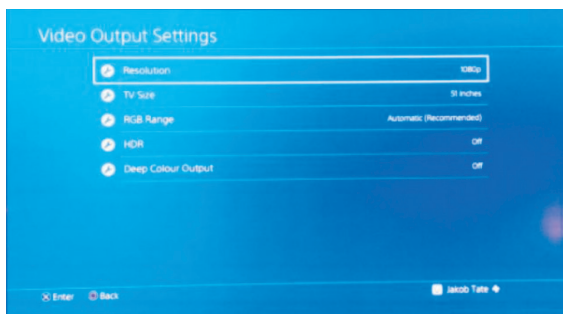 Video Output Settings
Resolution 1080p
TV Size 51 inches
RGB Range Automatic (Recommended)
HDR Off
Deep Colour Output Off
Enter Back Jakob Tate